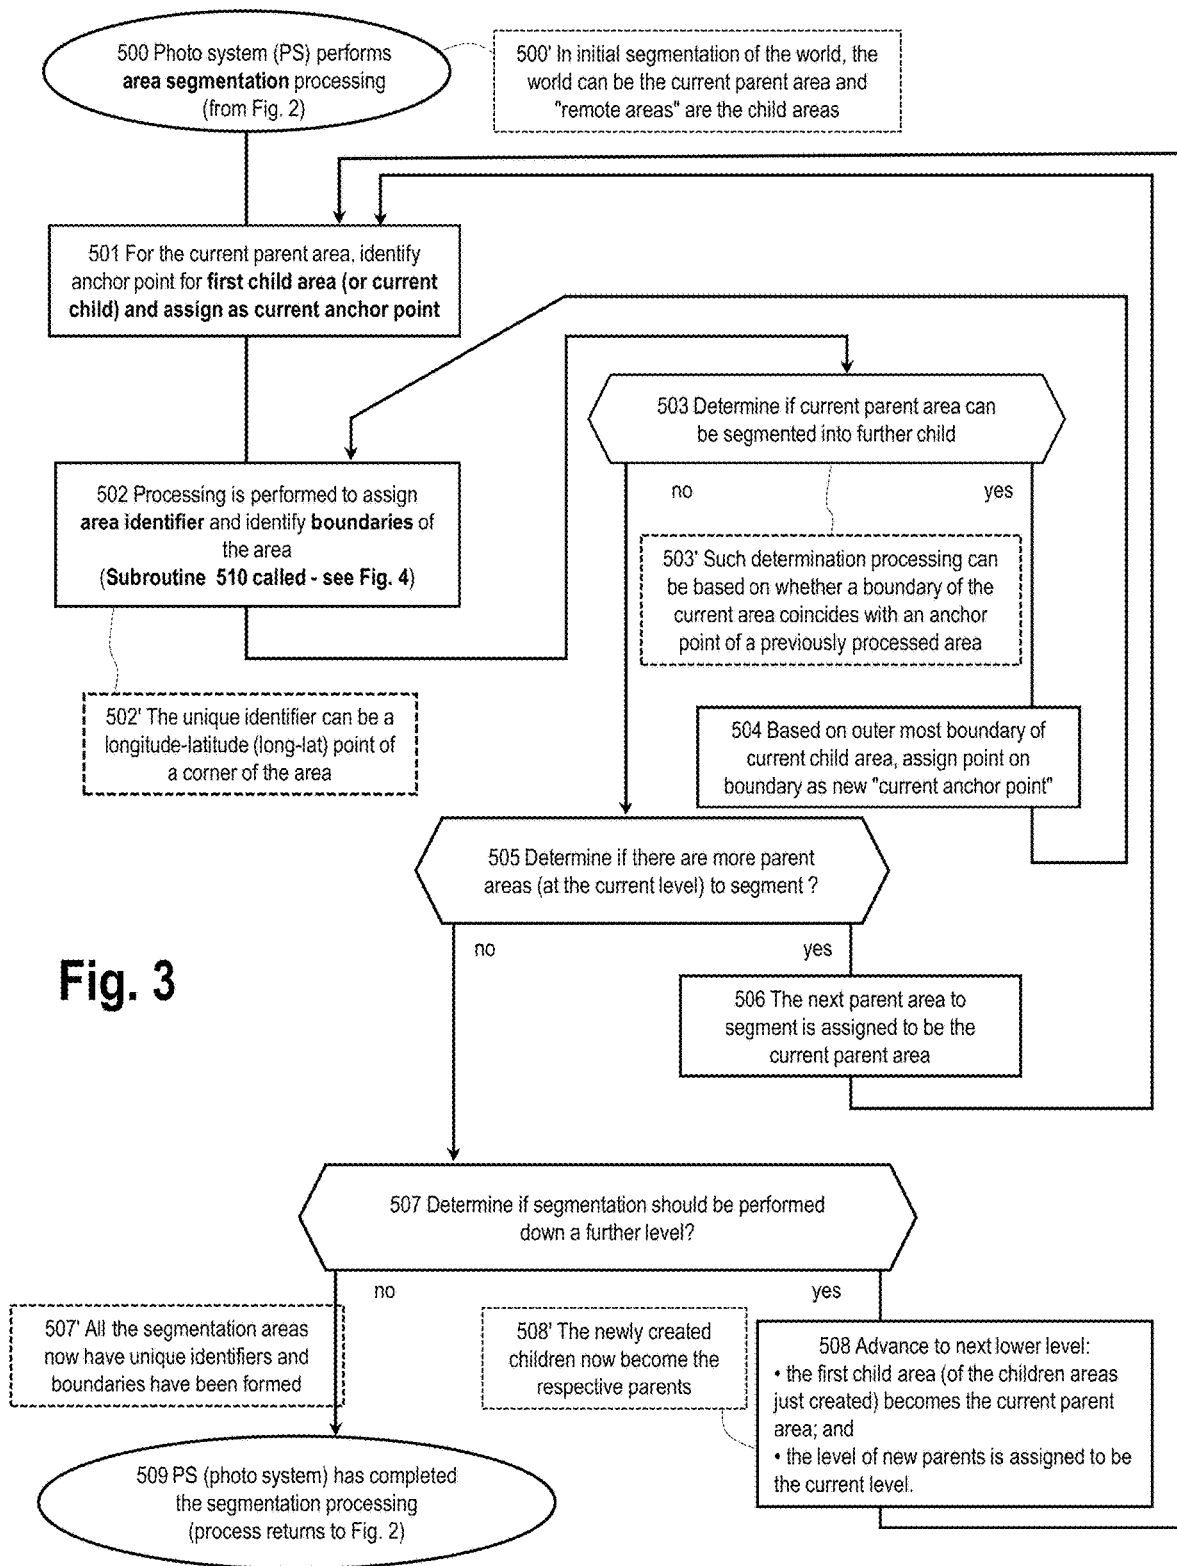 500 Photo system (PS) performs
area segmentation processing
(from Fig. 2)
500' In initial segmentation of the world, the
world can be the current parent area and
"remote areas" are the child areas
501 For the current parent area, identify
anchor point for first child area (or current
child) and assign as current anchor point
503 Determine if current parent area can
be segmented into further child
no
yes
502 Processing is performed to assign
area identifier and identify boundaries of
the area
(Subroutine 510 called - see Fig. 4)
503' Such determination processing can
be based on whether a boundary of the
current area coincides with an anchor
point of a previously processed area
502' The unique identifier can be a
longitude-latitude (long-lat) point of
a corner of the area
504 Based on outer most boundary of
current child area, assign point on
boundary as new "current anchor point"
505 Determine if there are more parent
areas (at the current level) to segment ?
no
yes
Fig. 3
506 The next parent area to
segment is assigned to be the
current parent area
507 Determine if segmentation should be performed
down a further level?
no
yes
507' All the segmentation areas
now have unique identifiers and
boundaries have been formed
508' The newly created
children now become the
respective parents
508 Advance to next lower level:
• the first child area (of the children areas
just created) becomes the current parent
area; and
• the level of new parents is assigned to be
the current level.
509 PS (photo system) has completed
the segmentation processing
(process returns to Fig. 2)